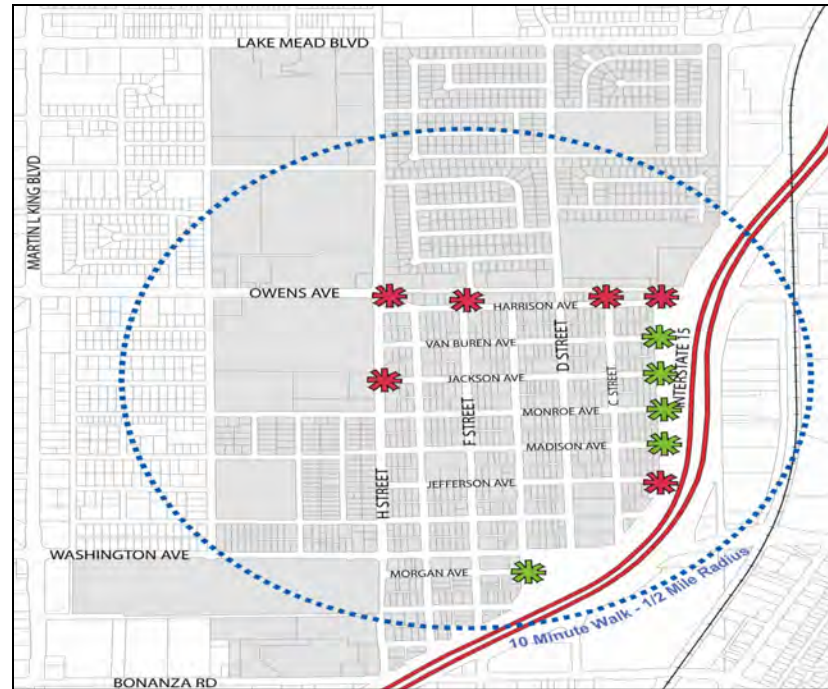 LAKE MEAD BLVD
MARTIN L KING BLVD
OWENS AVE
HARRISON AVE
VAN BUREN AVE
D STREET
INTERSTATE 15
JACKSON AVE
C STREET
F STREET
MONROE AVE
MADISON AVE
H STREET
JEFFERSON AVE
WASHINGTON AVE
MORGAN AVE
10 Minute Walk - 1/2 Mile Radius
BONANZA RD